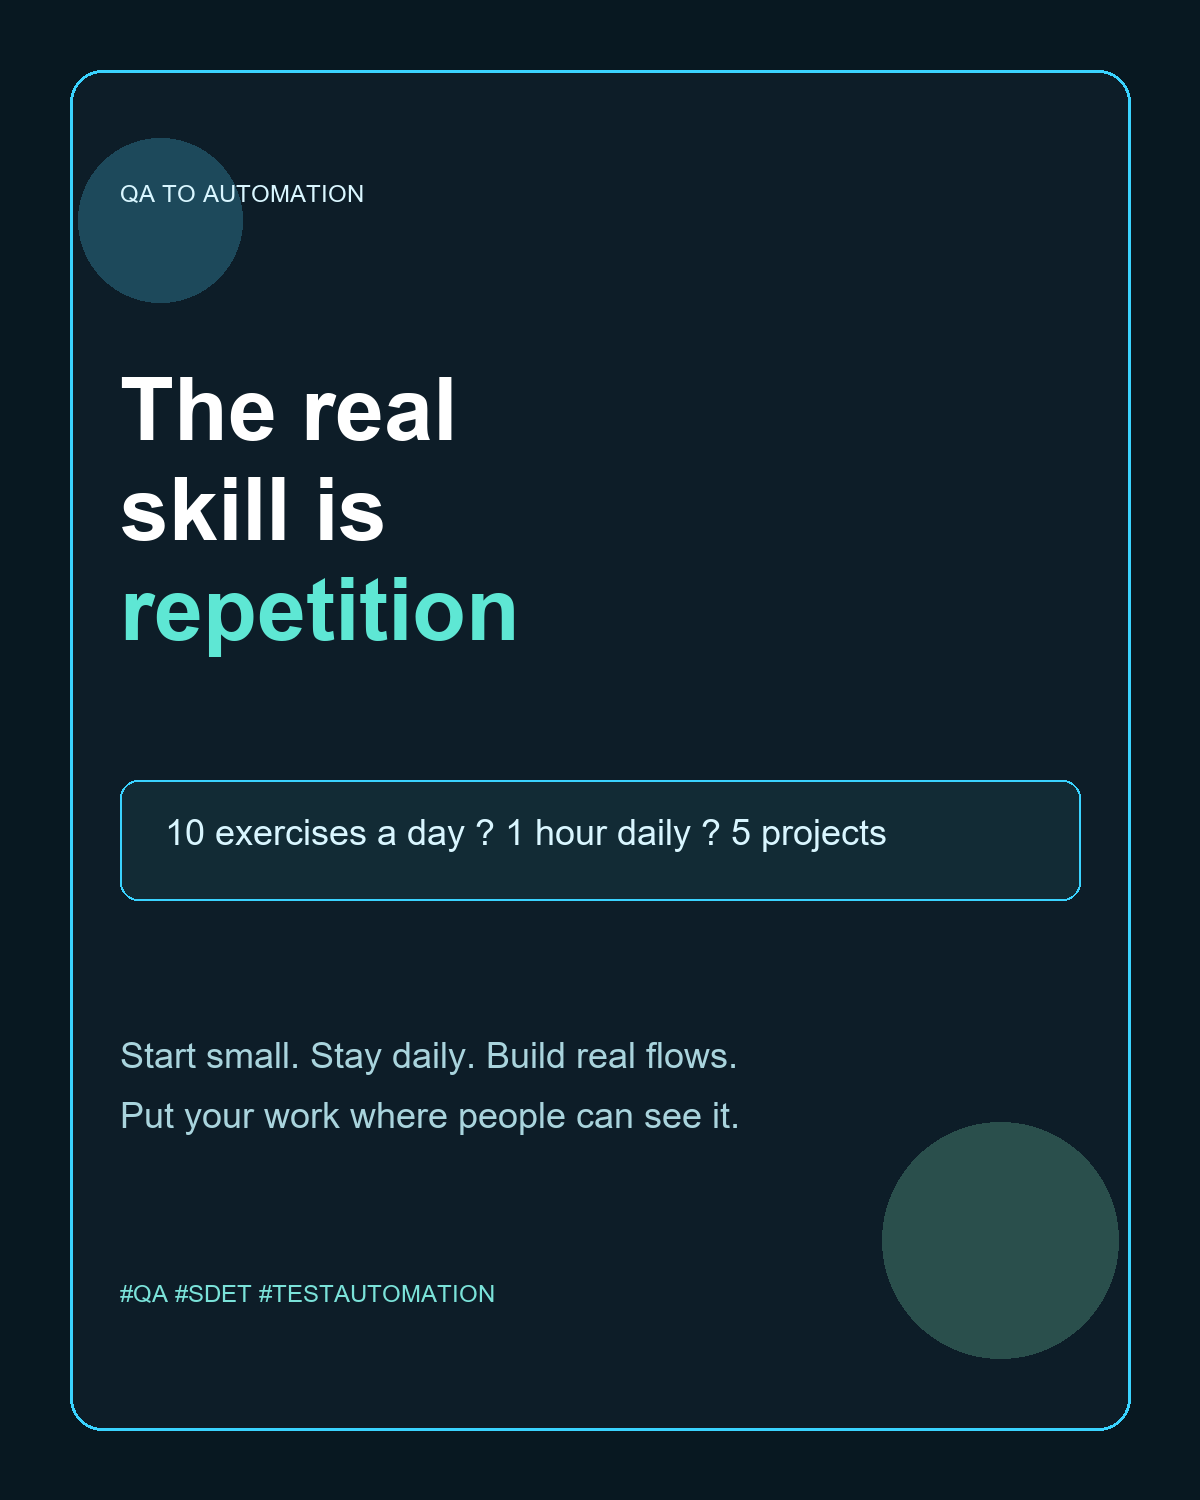 QA TO AUTOMATION
The real
skill is
repetition
10 exercises a day ? 1 hour daily ? 5 projects
Start small. Stay daily. Build real flows.
Put your work where people can see it.
#QA #SDET #TESTAUTOMATION